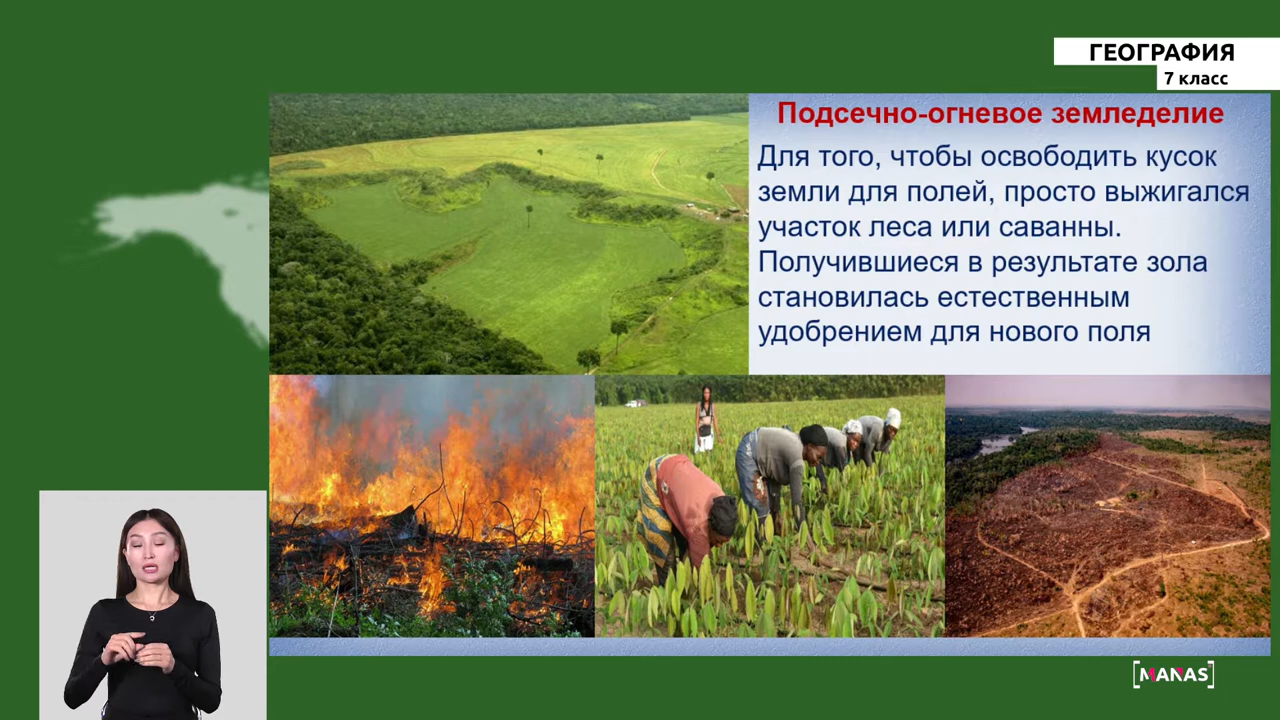 ГЕОГРАФИЯ
7 класс
Подсечно-огневое земледелие
Для того, чтобы освободить кусок
земли для полей, просто выжигался
участок леса или саванны.
Получившиеся в результате зола
становилась естественным
удобрением для нового поля
[MANAS]